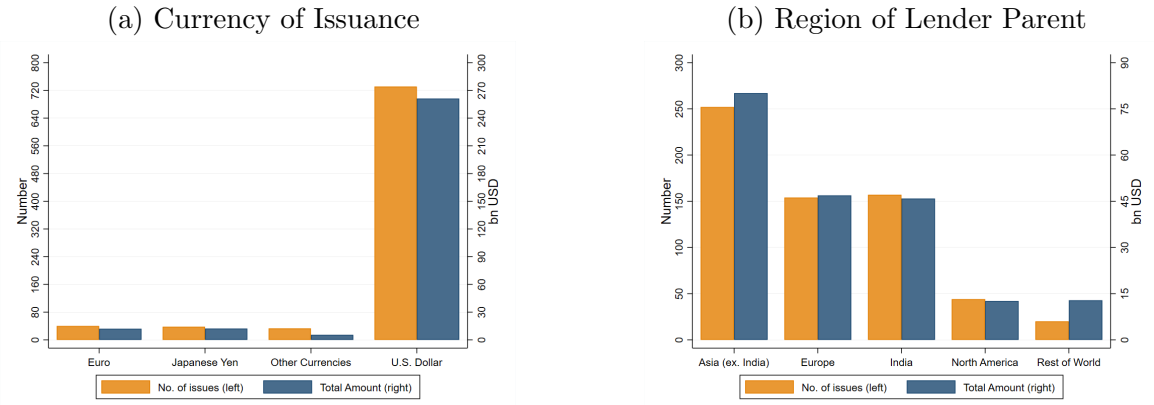 (a) Currency of Issuance
800
720
640
560
480
400
320
240
160
80
0
Number
300
270
240
210
180
150
120
90
60
30
0
bn USD
Euro
Japanese Yen
Other Currencies
U.S. Dollar
No. of issues (left)
Total Amount (right)
(b) Region of Lender Parent
300
250
200
150
100
50
0
Number
90
75
60
45
30
15
0
bn USD
Asia (ex. India)
Europe
India
North America
Rest of World
No. of issues (left)
Total Amount (right)